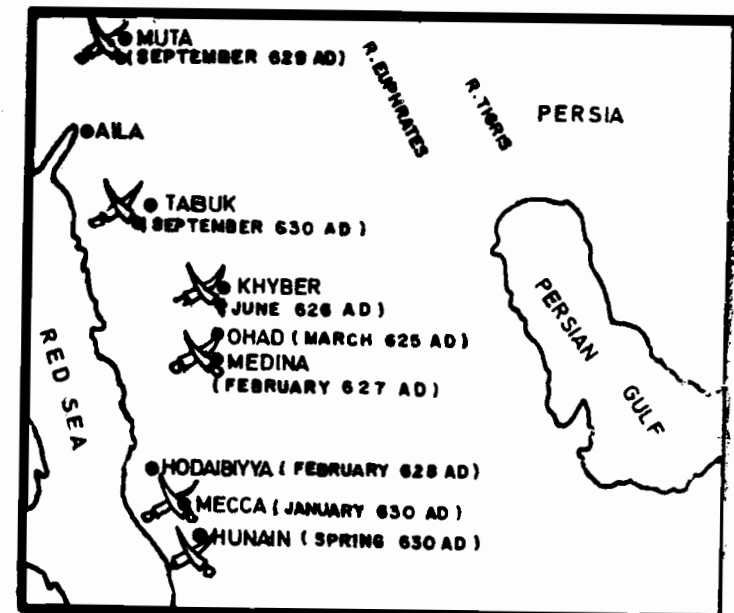 MUTA
(SEPTEMBER 629 AD)
R. EUPHRATES
R. TIGRIS
PERSIA
AILA
TABUK
(SEPTEMBER 630 AD)
KHYBER
(JUNE 626 AD)
OHAD (MARCH 625 AD)
MEDINA
(FEBRUARY 627 AD)
PERSIAN GULF
RED SEA
HODAIBIYYA (FEBRUARY 628 AD)
MECCA (JANUARY 630 AD)
HUNAIN (SPRING 630 AD)